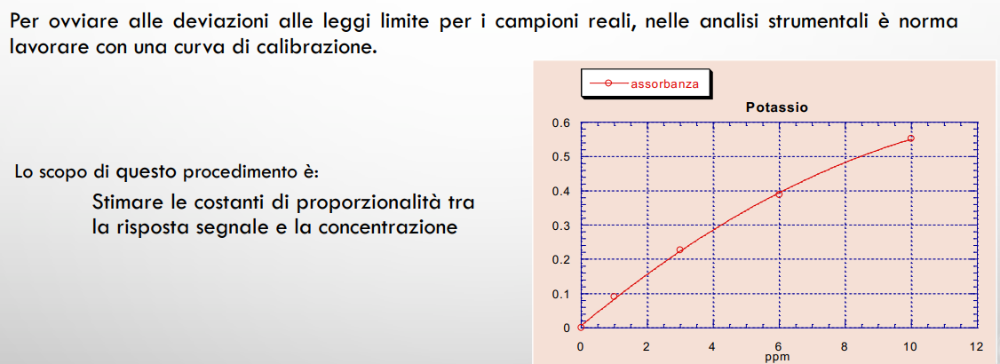 Per ovviare alle deviazioni alle leggi limite per i campioni reali, nelle analisi strumentali è norma
lavorare con una curva di calibrazione.
Lo scopo di questo procedimento è:
Stimare le costanti di proporzionalità tra
la risposta segnale e la concentrazione
assorbanza
Potassio
0.6
0.5
0.4
0.3
0.2
0.1
0
0 2 4 6 8 10 12
ppm